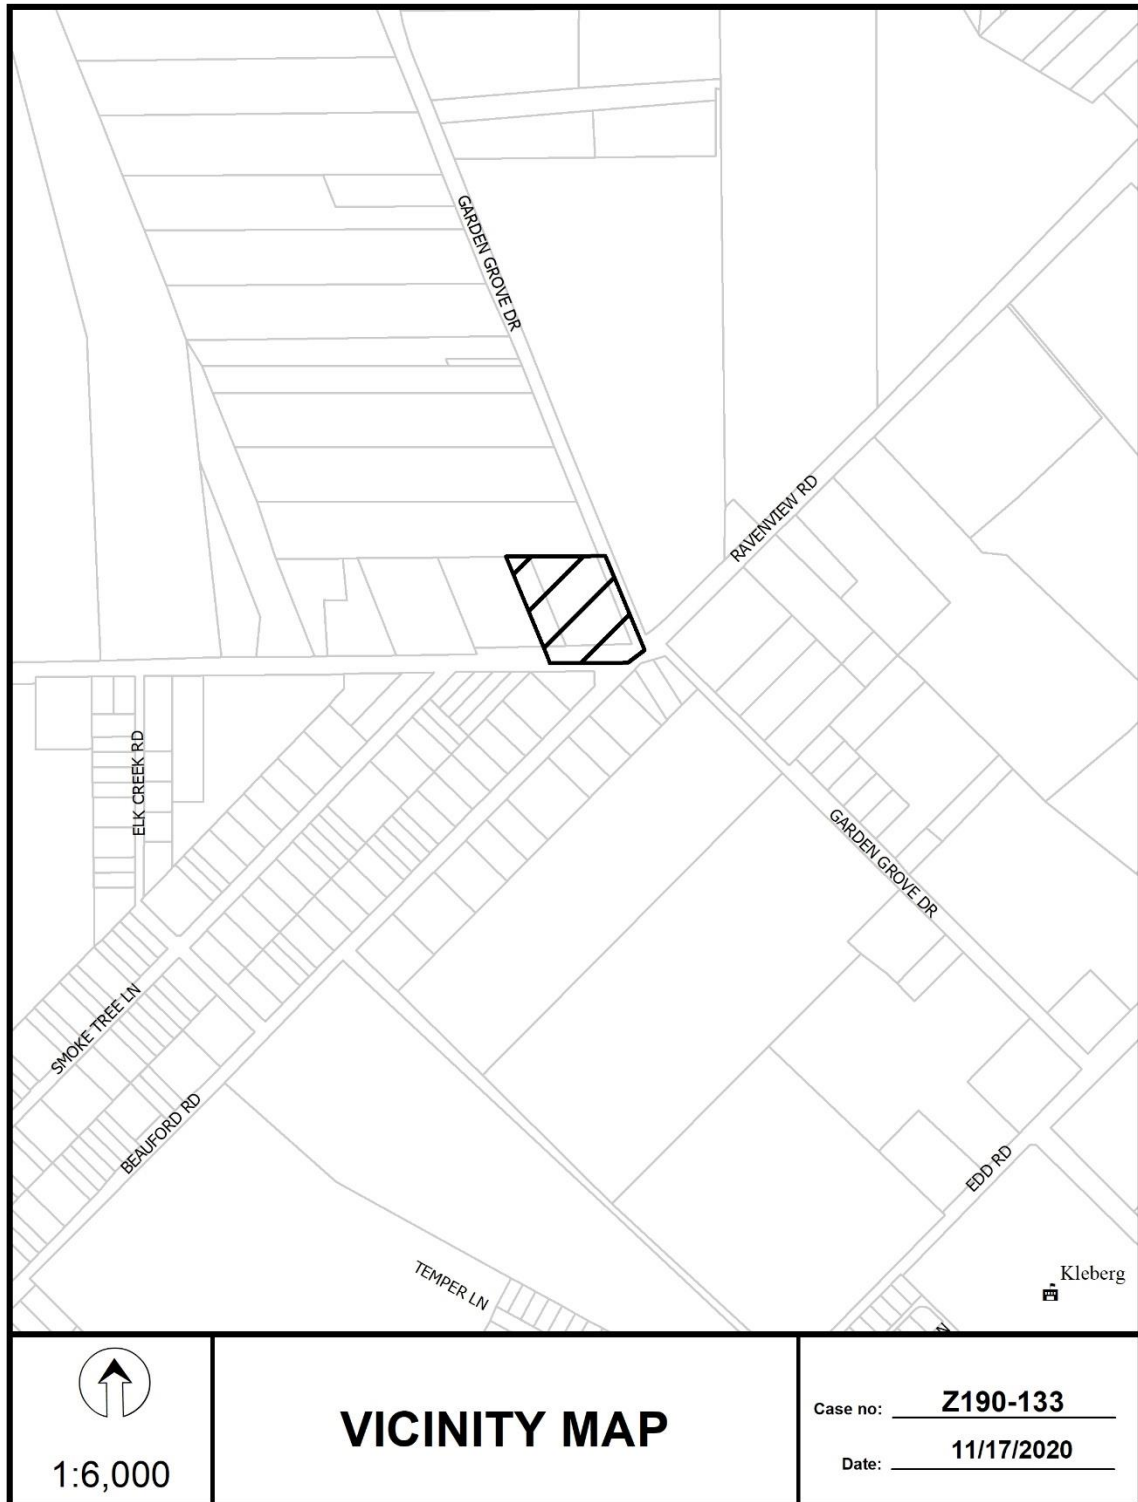 GARDEN GROVE DR
RAVENVIEW RD
ELK CREEK RD
GARDEN GROVE DR
SMOKE TREE LN
BEAUFORD RD
EDD RD
TEMPER LN
Kleberg
N
1:6,000
VICINITY MAP
Case no: Z190-133
Date: 11/17/2020